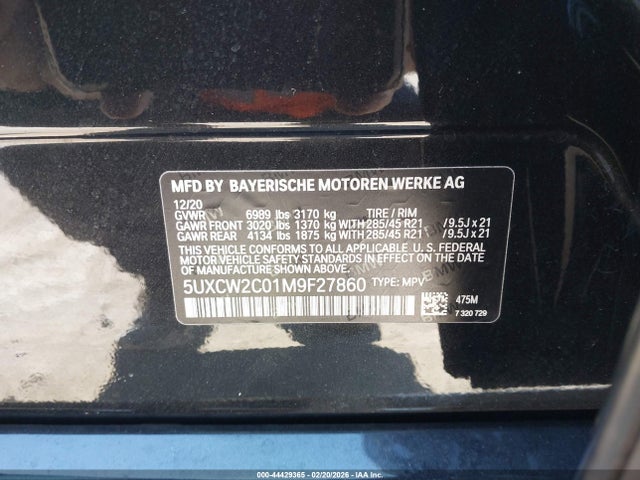 MFD BY BAYERISCHE MOTOREN WERKE AG
12/20
GVWR V1 6989 lbs 3170 kg TIRE / RIM
GAWR FRONT 3020 lbs 1370 kg WITH 285/45 R21 /9.5J x 21
GAWR REAR 4134 lbs 1875 kg WITH 285/45 R21 /9.5J x 21
THIS VEHICLE CONFORMS TO ALL APPLICABLE U. S. FEDERAL
MOTOR VEHICLE SAFETY STANDARDS IN EFFECT ON THE
DATE OF MANUFACTURE SHOWN ABOVE.
5UXCW2C01M9F27860 TYPE: MPV
475M
7 320 729
000-44429365 - 02/20/2026 - IAAI.COM